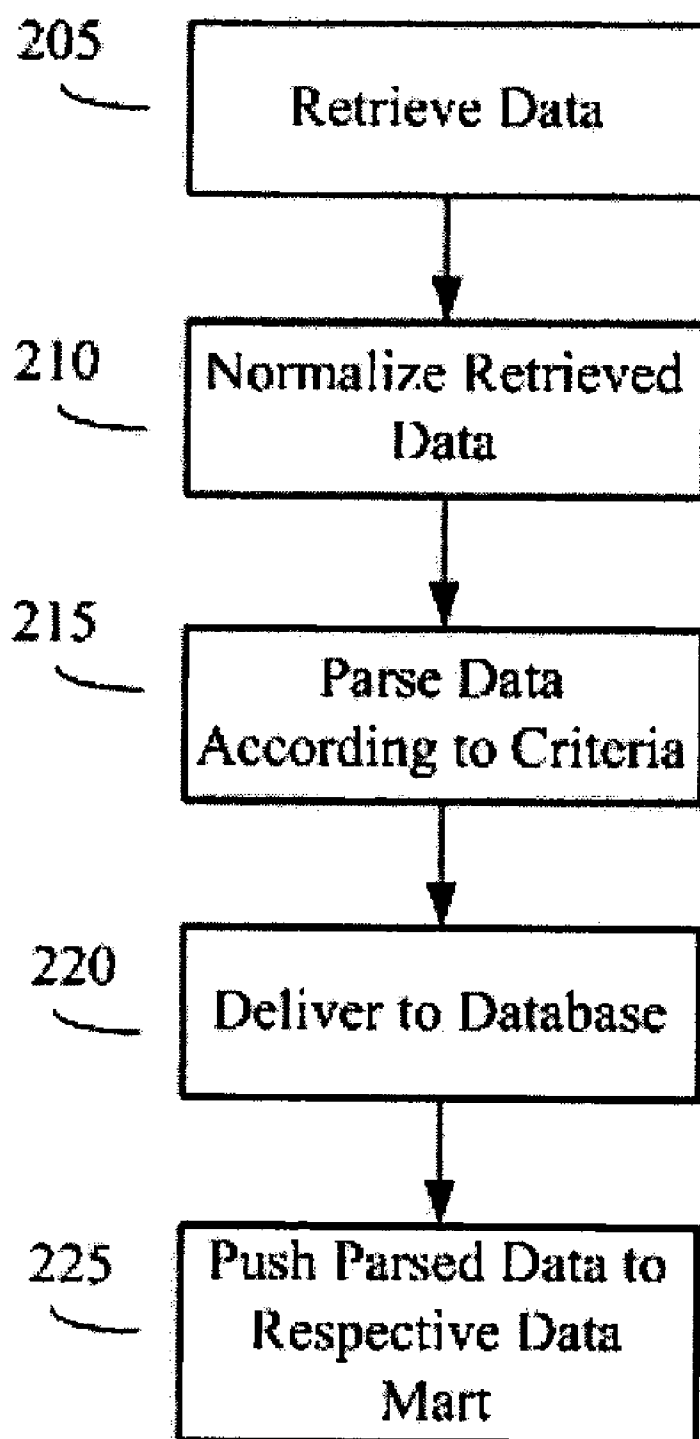 205
Retrieve Data
210
Normalize Retrieved
Data
215
Parse Data
According to Criteria
220
Deliver to Database
225
Push Parsed Data to
Respective Data
Mart